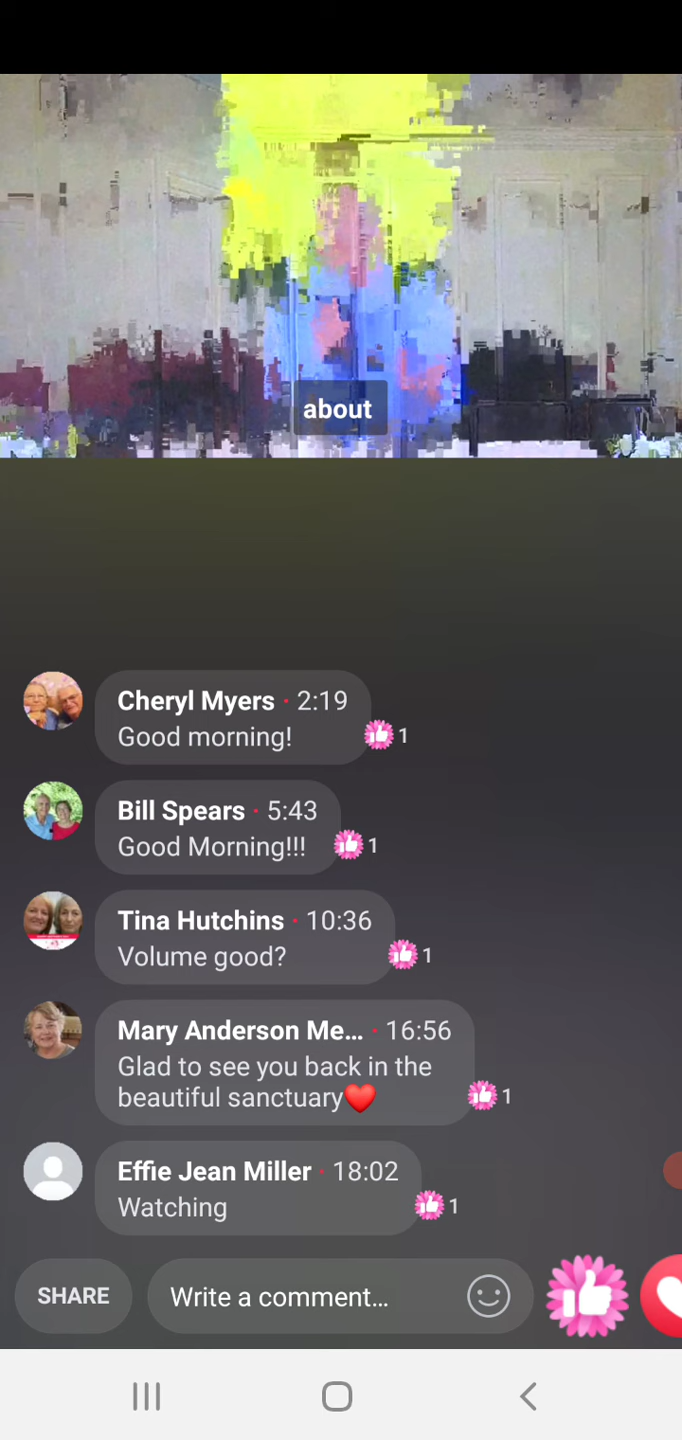 about
Cheryl Myers · 2:19
Good morning!
1
Bill Spears · 5:43
Good Morning!!!
1
Tina Hutchins · 10:36
Volume good?
1
Mary Anderson Me... · 16:56
Glad to see you back in the
beautiful sanctuary❤️
1
Effie Jean Miller · 18:02
Watching
1
SHARE
Write a comment...